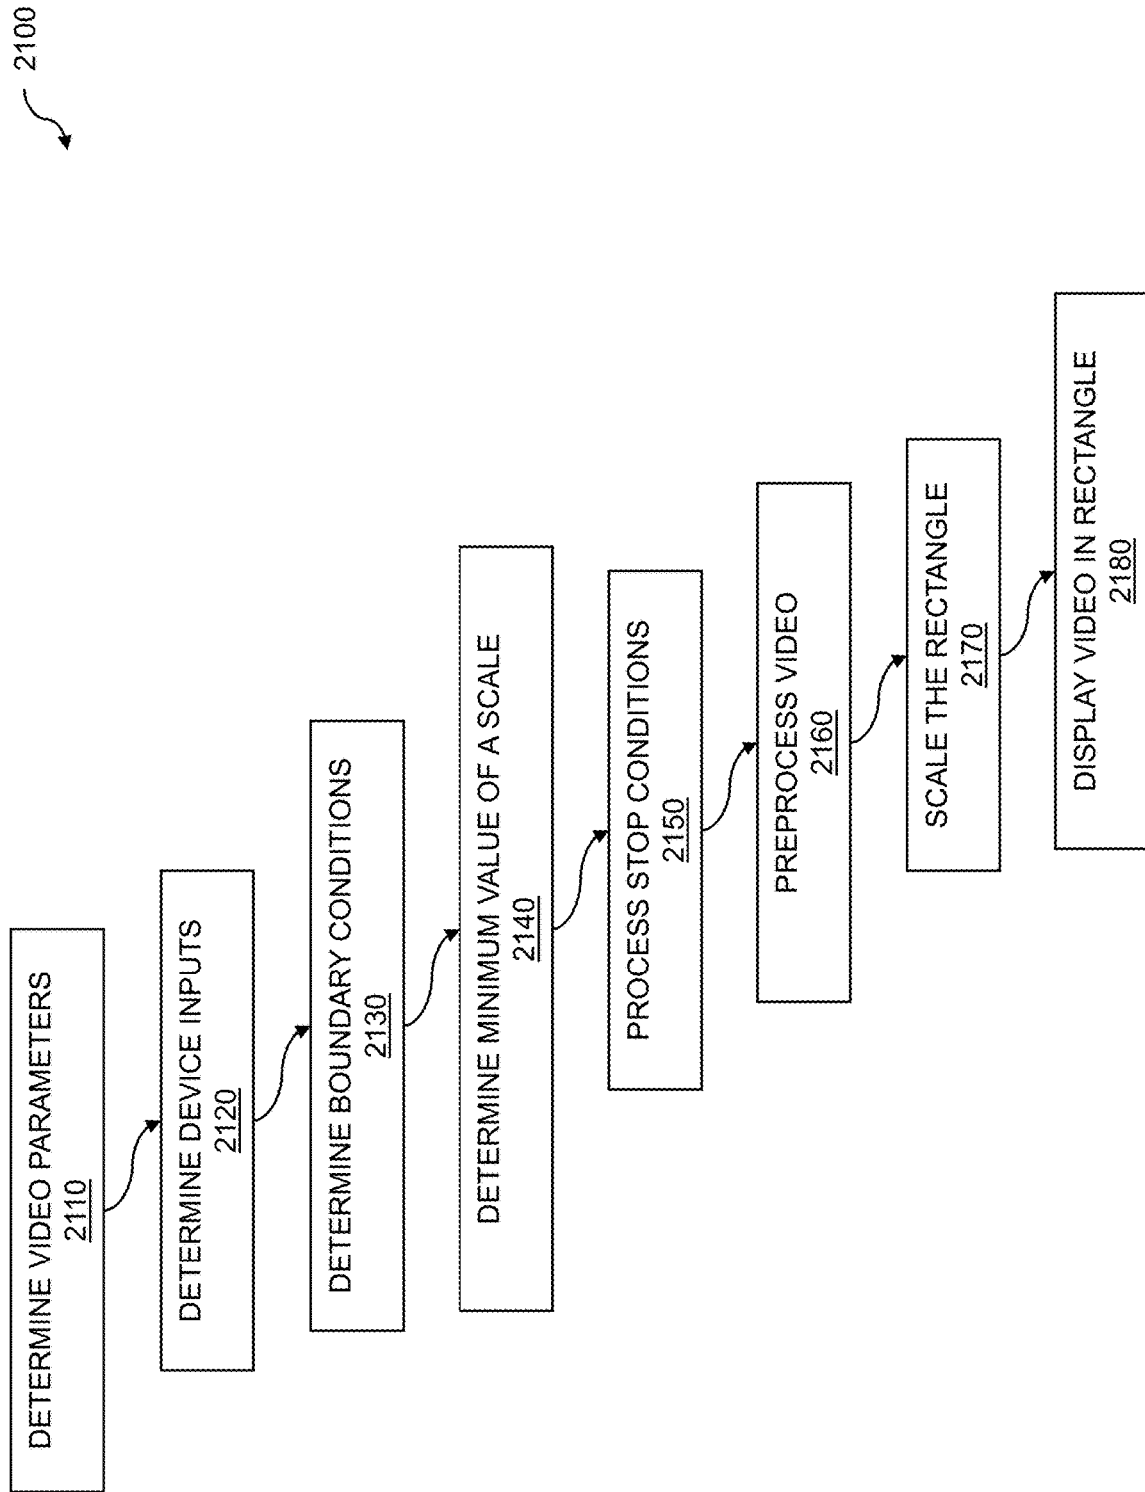 2100
DETERMINE VIDEO PARAMETERS
2110
DETERMINE DEVICE INPUTS
2120
DETERMINE BOUNDARY CONDITIONS
2130
DETERMINE MINIMUM VALUE OF A SCALE
2140
PROCESS STOP CONDITIONS
2150
PREPROCESS VIDEO
2160
SCALE THE RECTANGLE
2170
DISPLAY VIDEO IN RECTANGLE
2180